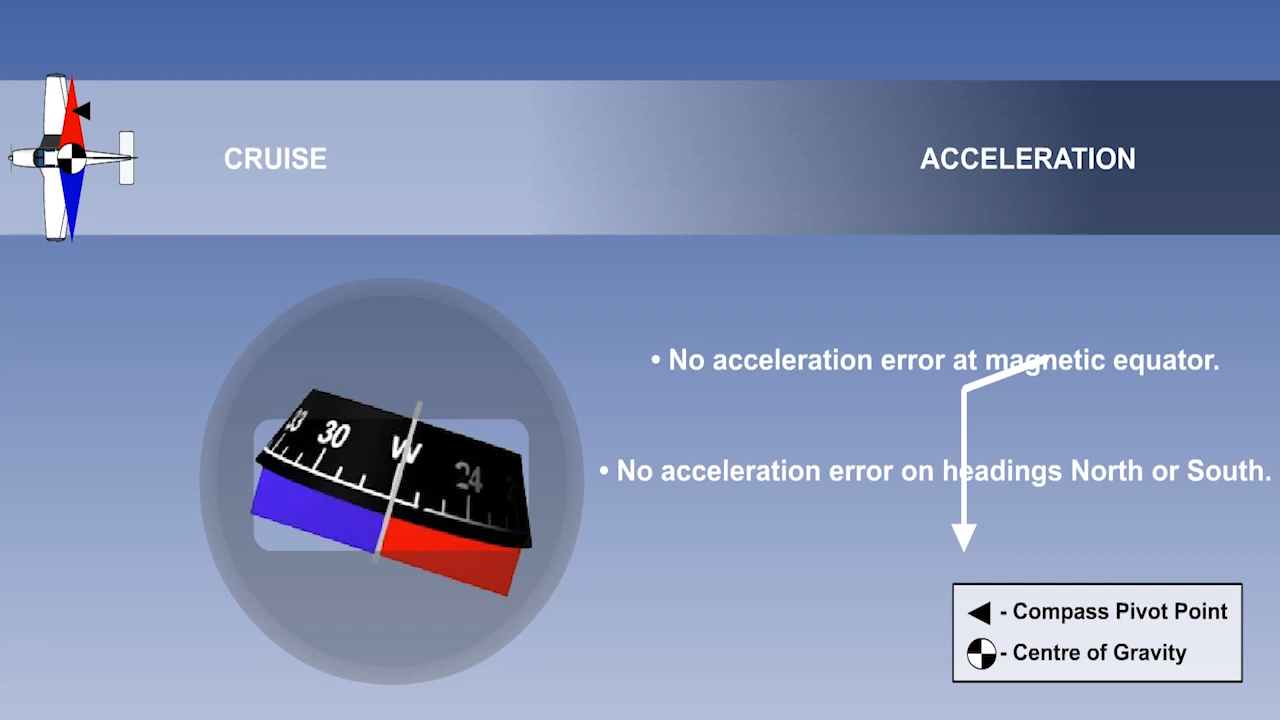 CRUISE
ACCELERATION
• No acceleration error at magnetic equator.
33 30 W 24
• No acceleration error on headings North or South.
- Compass Pivot Point
- Centre of Gravity